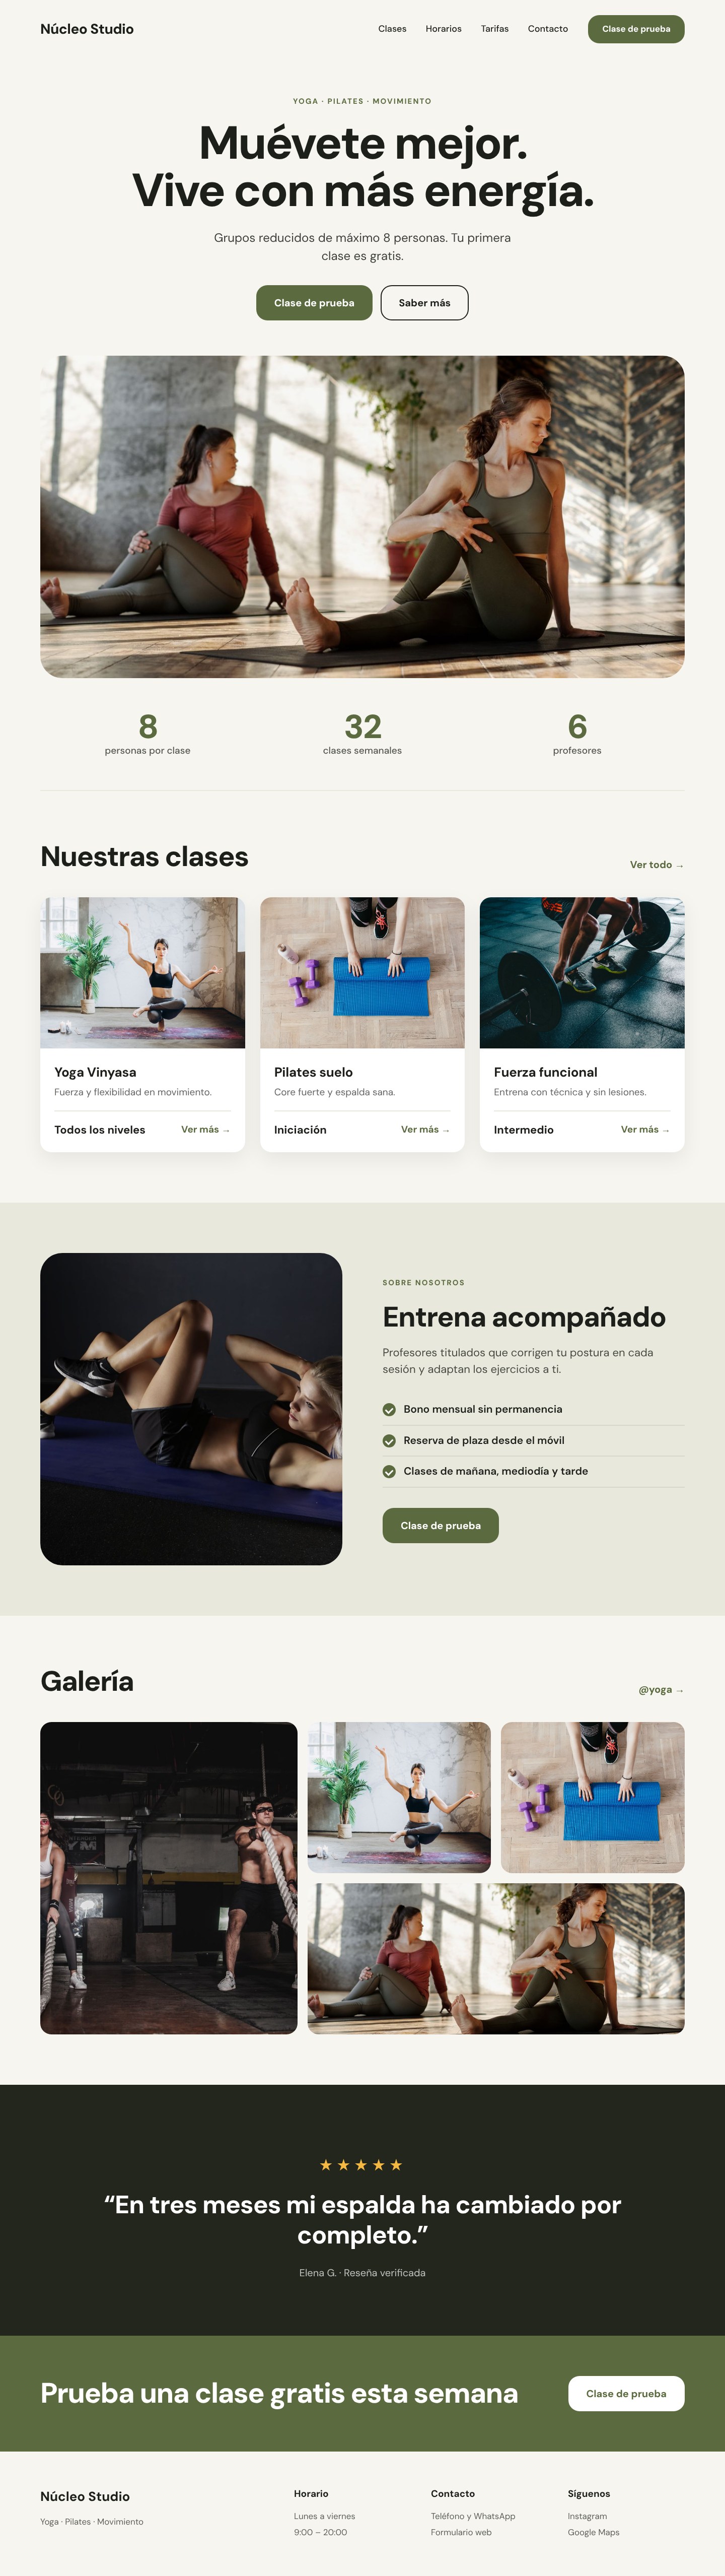 Núcleo Studio
Clases
Horarios
Tarifas
Contacto
Clase de prueba
YOGA · PILATES · MOVIMIENTO
Muévete mejor.
Vive con más energía.
Grupos reducidos de máximo 8 personas. Tu primera
clase es gratis.
Clase de prueba
Saber más
8
personas por clase
32
clases semanales
6
profesores
Nuestras clases
Ver todo →
Yoga Vinyasa
Fuerza y flexibilidad en movimiento.
Todos los niveles
Ver más →
Pilates suelo
Core fuerte y espalda sana.
Iniciación
Ver más →
Fuerza funcional
Entrena con técnica y sin lesiones.
Intermedio
Ver más →
SOBRE NOSOTROS
Entrena acompañado
Profesores titulados que corrigen tu postura en cada
sesión y adaptan los ejercicios a ti.
Bono mensual sin permanencia
Reserva de plaza desde el móvil
Clases de mañana, mediodía y tarde
Clase de prueba
Galería
@yoga →
★★★★★
“En tres meses mi espalda ha cambiado por
completo.”
Elena G. · Reseña verificada
Prueba una clase gratis esta semana
Clase de prueba
Núcleo Studio
Yoga · Pilates · Movimiento
Horario
Lunes a viernes
9:00 – 20:00
Contacto
Teléfono y WhatsApp
Formulario web
Síguenos
Instagram
Google Maps